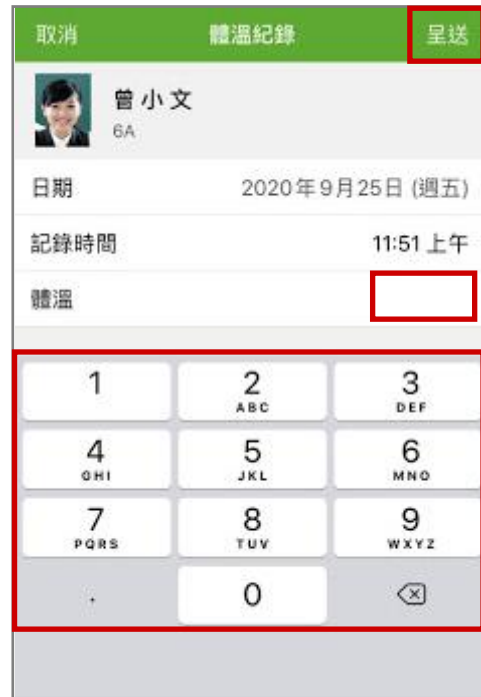 取消 體溫紀錄 呈送
曾小文
6A
日期 2020年9月25日 (週五)
記錄時間 11:51 上午
體溫
1 2 3
ABC DEF
4 5 6
GHI JKL MNO
7 8 9
PQRS TUV WXYZ
. 0